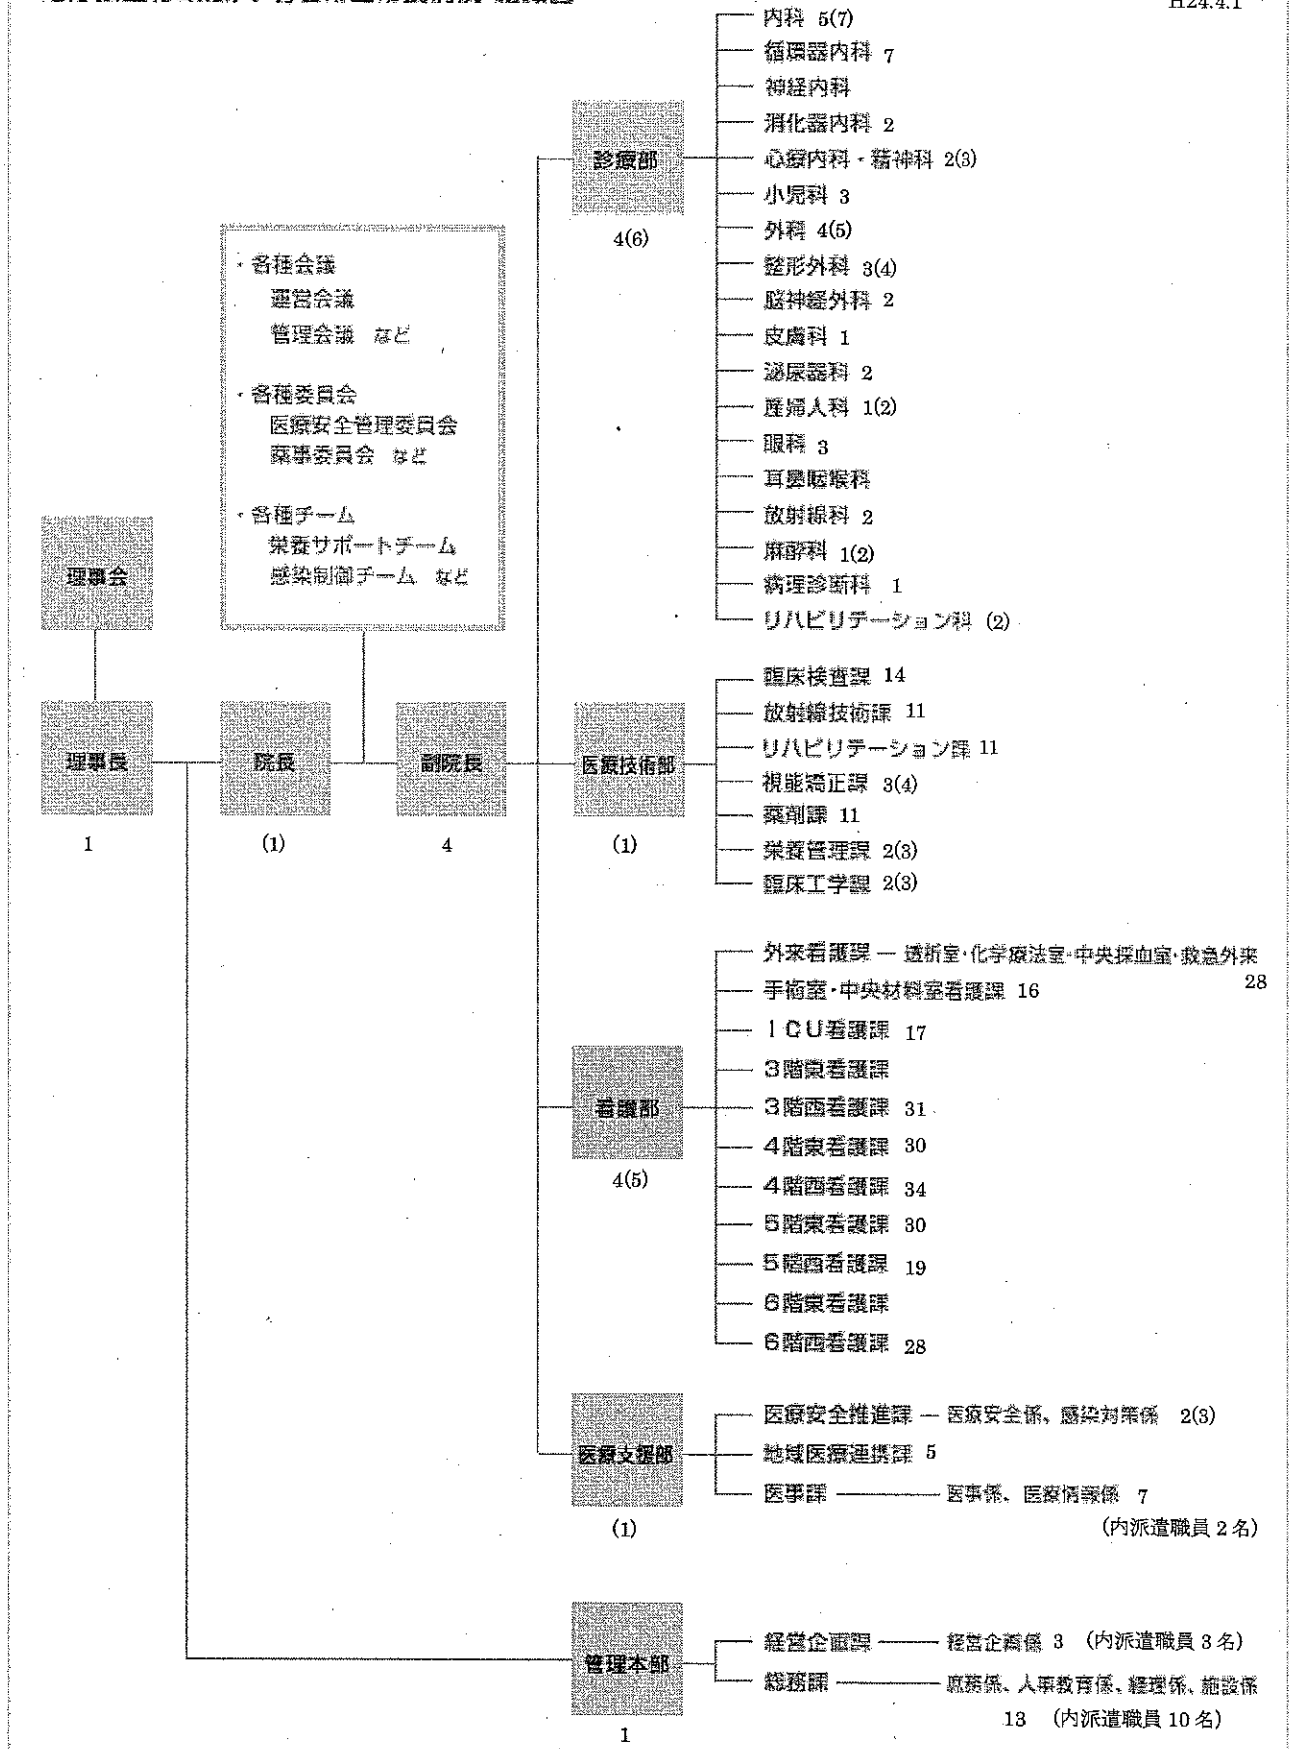 H24.4.1
内科 5(7)
循環器内科 7
神経内科
消化器内科 2
心療内科・精神科 2(3)
小児科 3
外科 4(5)
整形外科 3(4)
脳神経外科 2
皮膚科 1
泌尿器科 2
産婦人科 1(2)
眼科 3
耳鼻咽喉科
放射線科 2
麻酔科 1(2)
病理診断科 1
リハビリテーション科 (2)
診療部
4(6)
・各種会議
運営会議
管理会議 など
・各種委員会
医療安全管理委員会
薬事委員会 など
・各種チーム
栄養サポートチーム
感染制御チーム など
理事会
理事長
1
院長
(1)
副院長
4
医療技術部
(1)
臨床検査課 14
放射線技術課 11
リハビリテーション課 11
視能矯正課 3(4)
薬剤課 11
栄養管理課 2(3)
臨床工学課 2(3)
看護部
4(5)
外来看護課 ― 透析室・化学療法室・中央採血室・救急外来
28
手術室・中央材料室看護課 16
ICU看護課 17
3階東看護課
3階西看護課 31
4階東看護課 30
4階西看護課 34
5階東看護課 30
5階西看護課 19
6階東看護課
6階西看護課 28
医療支援部
(1)
医療安全推進課 ― 医療安全係、感染対策係 2(3)
地域医療連携課 5
医事課 ― 医事係、医療情報係 7
(内派遣職員 2 名)
管理本部
1
経営企画課 ― 経営企画係 3 (内派遣職員 3 名)
総務課 ― 庶務係、人事教育係、経理係、施設係
13 (内派遣職員 10 名)